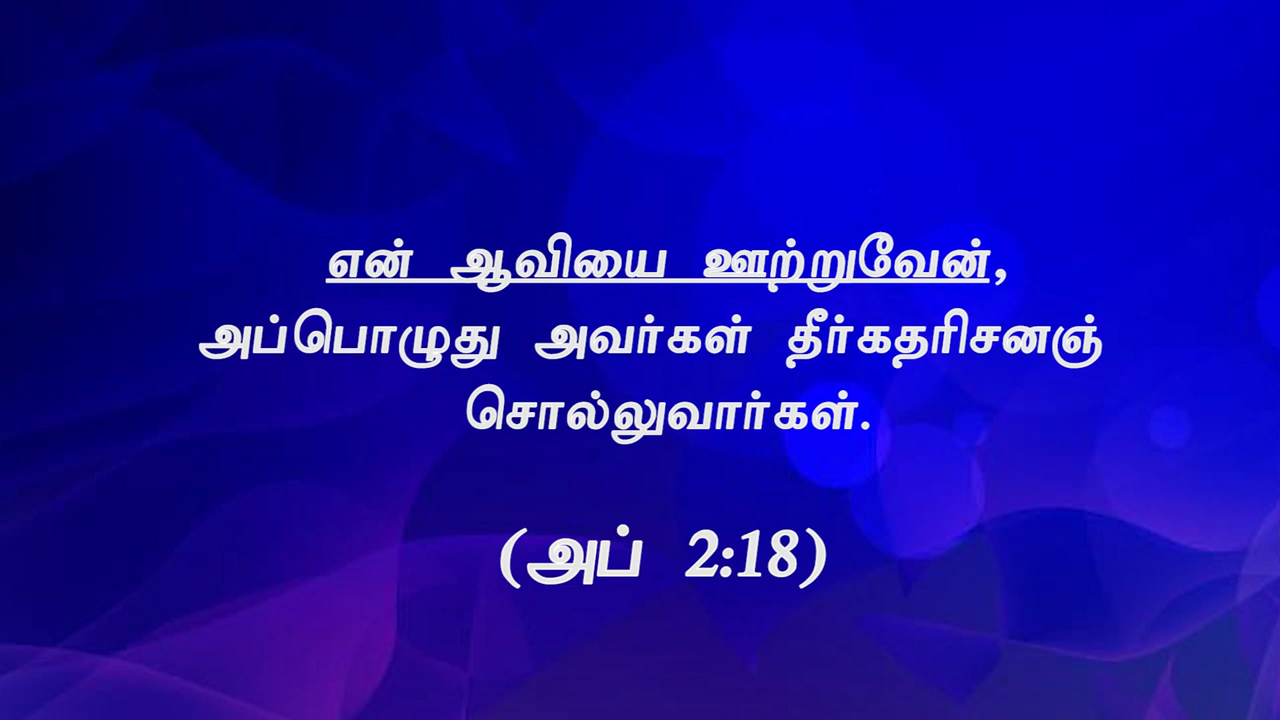 என் ஆவியை ஊற்றுவேன்,
அப்பொழுது அவர்கள் தீர்கதரிசனஞ்
சொல்லுவார்கள்.
(அப் 2:18)